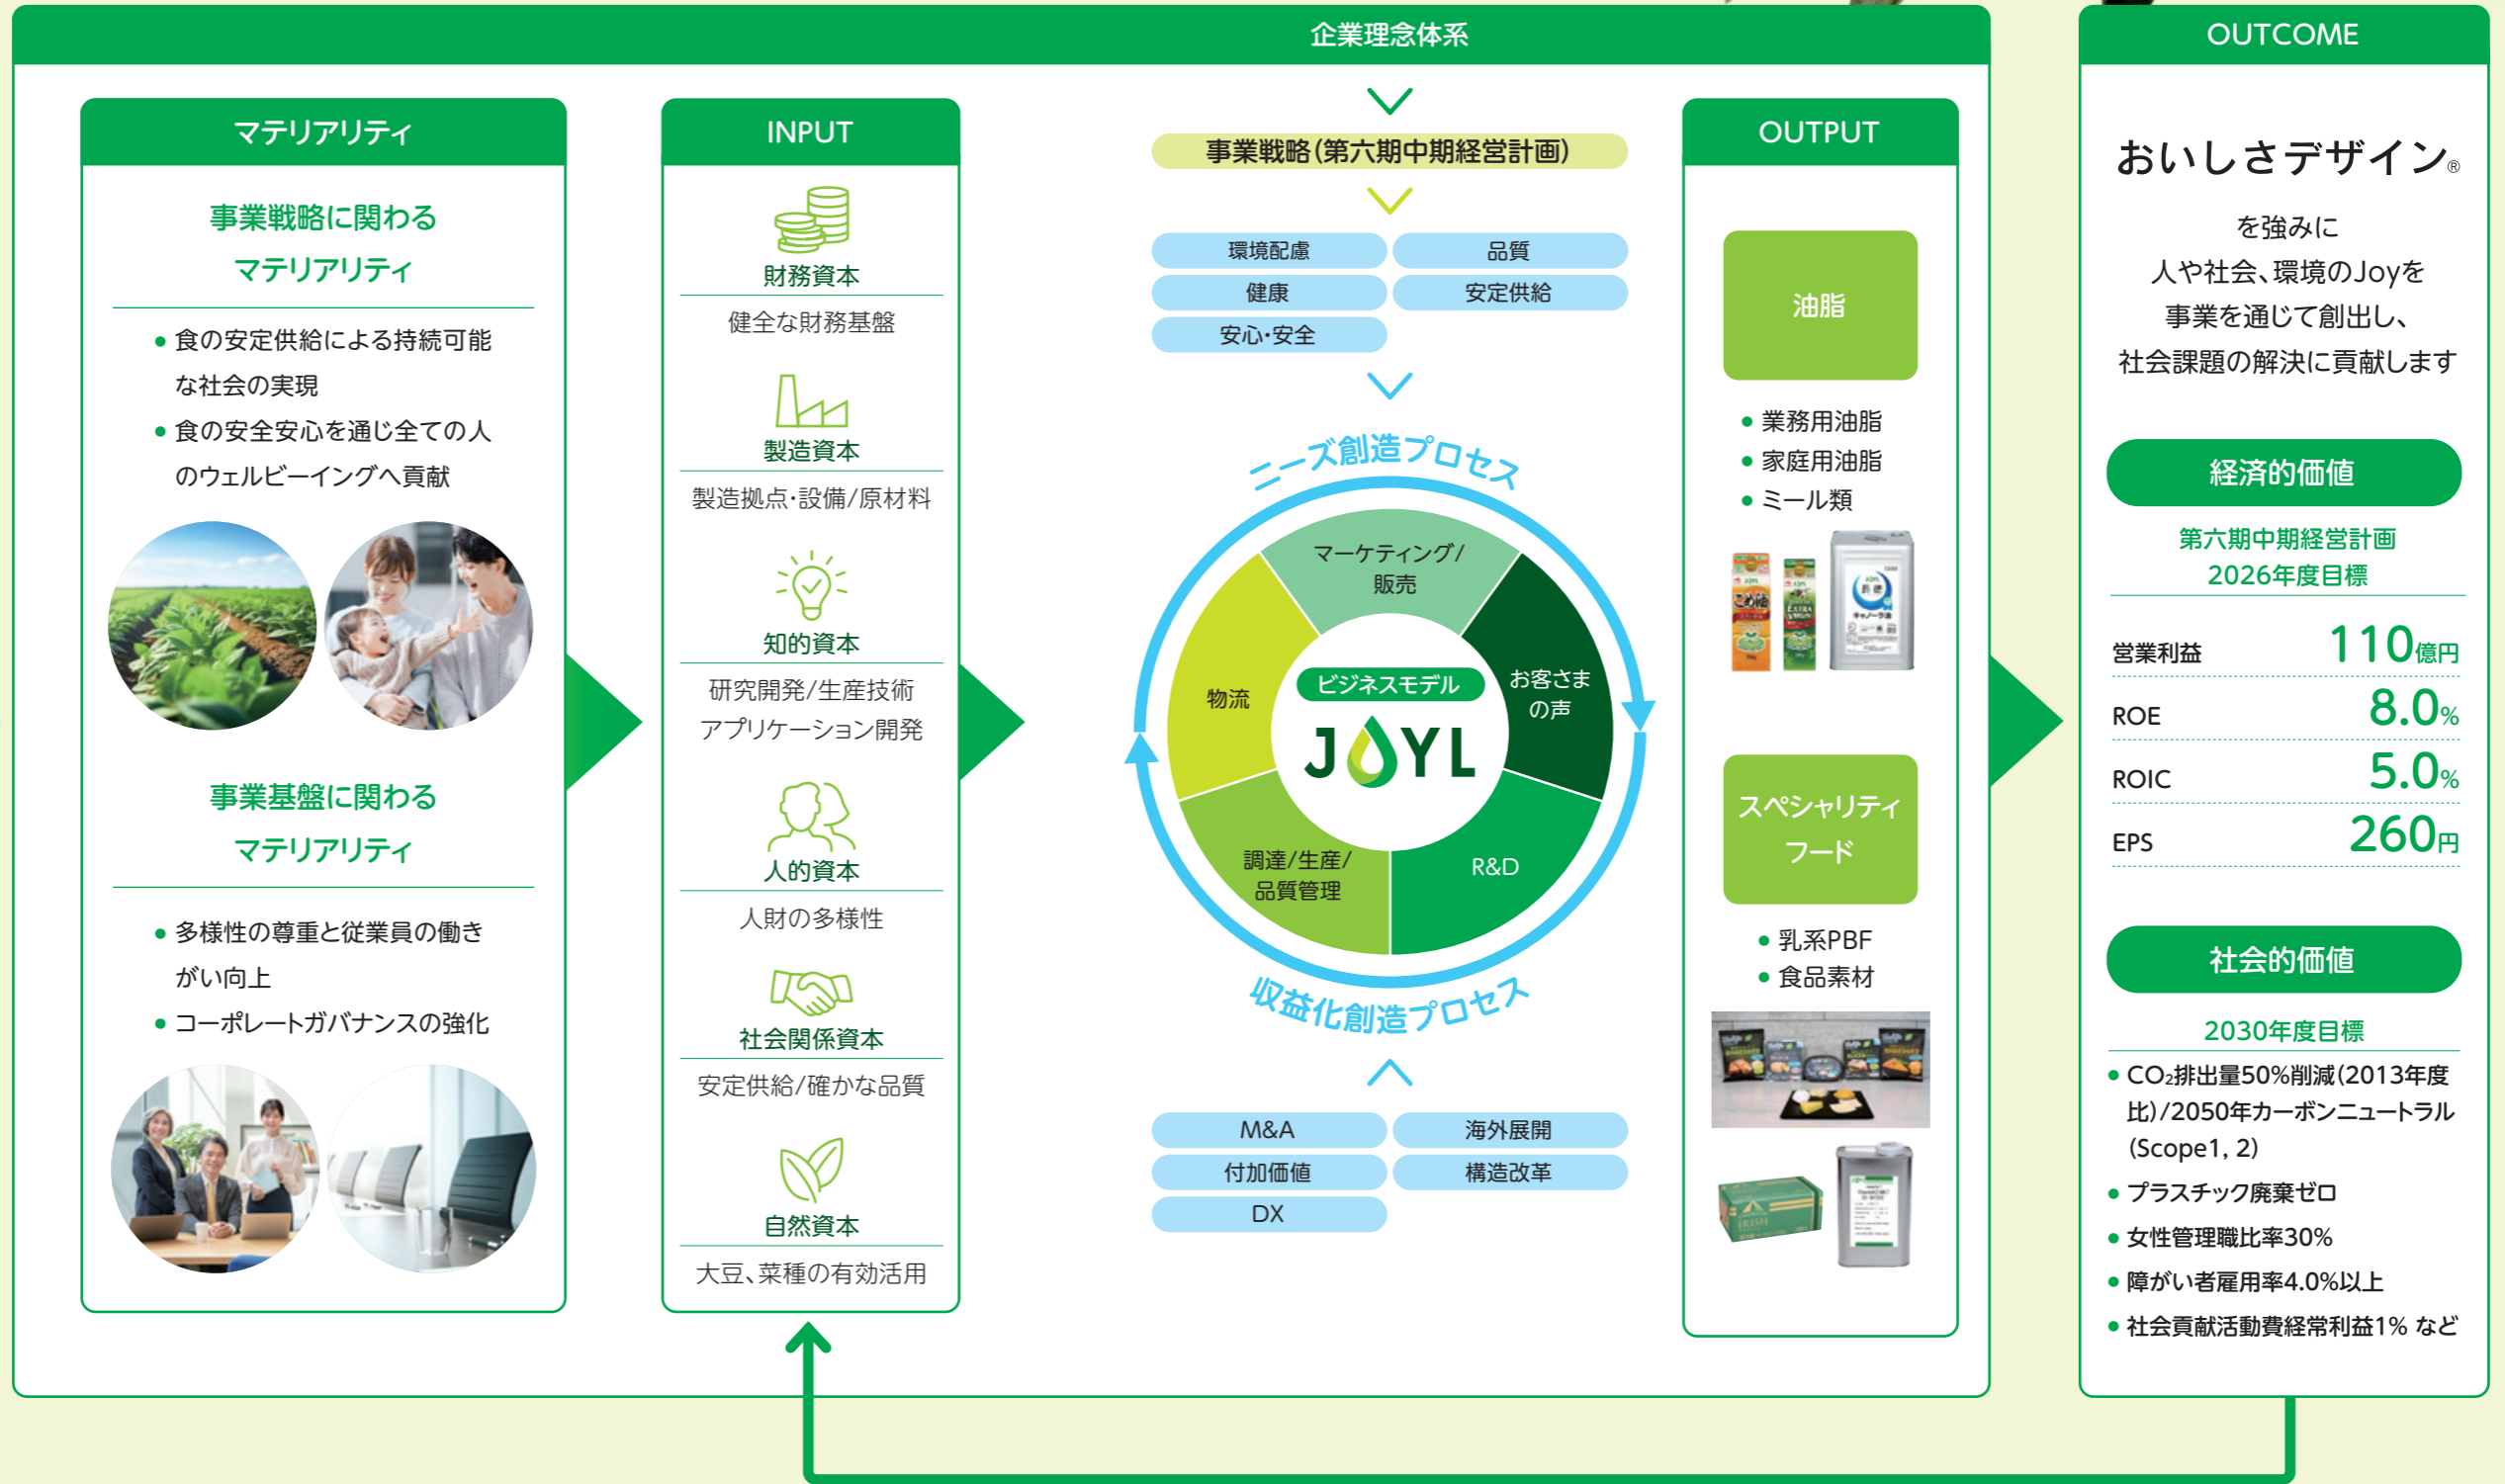 企業理念体系
マテリアリティ
事業戦略に関わる
マテリアリティ
● 食の安定供給による持続可能
な社会の実現
● 食の安全安心を通じ全ての人
のウェルビーイングへ貢献
事業基盤に関わる
マテリアリティ
● 多様性の尊重と従業員の働き
がい向上
● コーポレートガバナンスの強化
INPUT
財務資本
健全な財務基盤
製造資本
製造拠点・設備/原材料
知的資本
研究開発/生産技術
アプリケーション開発
人的資本
人財の多様性
社会関係資本
安定供給/確かな品質
自然資本
大豆、菜種の有効活用
事業戦略(第六期中期経営計画)
環境配慮
品質
健康
安定供給
安心・安全
ニーズ創造プロセス
マーケティング/
販売
お客さま
の声
R&D
調達/生産/
品質管理
物流
ビジネスモデル
JOYL
収益化創造プロセス
M&A
海外展開
付加価値
構造改革
DX
OUTPUT
油脂
● 業務用油脂
● 家庭用油脂
● ミール類
こめ油
EXTRA
キャノーラ油
スペシャリティ
フード
● 乳系PBF
● 食品素材
IRISH
OUTCOME
おいしさデザイン®
を強みに
人や社会、環境のJoyを
事業を通じて創出し、
社会課題の解決に貢献します
経済的価値
第六期中期経営計画
2026年度目標
営業利益 110億円
ROE 8.0%
ROIC 5.0%
EPS 260円
社会的価値
2030年度目標
● CO₂排出量50%削減(2013年度
比)/2050年カーボンニュートラル
(Scope1, 2)
● プラスチック廃棄ゼロ
● 女性管理職比率30%
● 障がい者雇用率4.0%以上
● 社会貢献活動費経常利益1% など